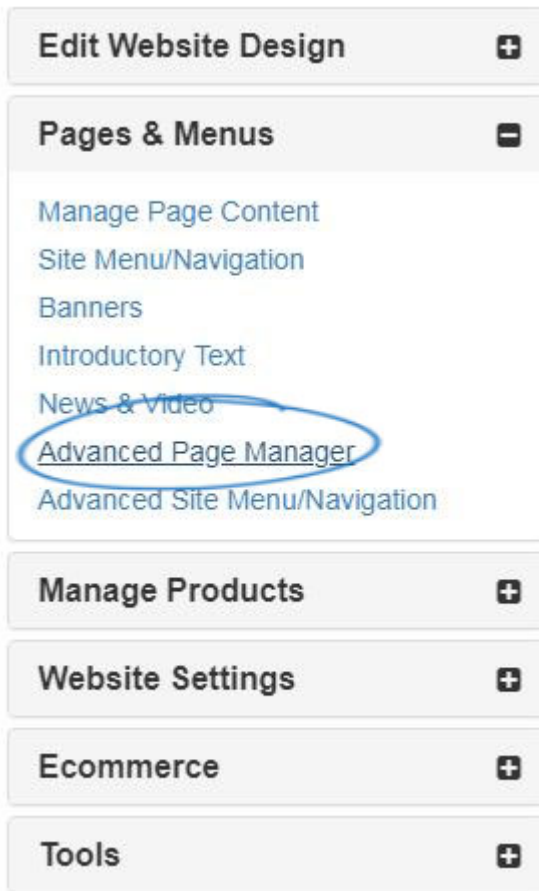 Edit Website Design
Pages & Menus
Manage Page Content
Site Menu/Navigation
Banners
Introductory Text
News & Video
Advanced Page Manager
Advanced Site Menu/Navigation
Manage Products
Website Settings
Ecommerce
Tools